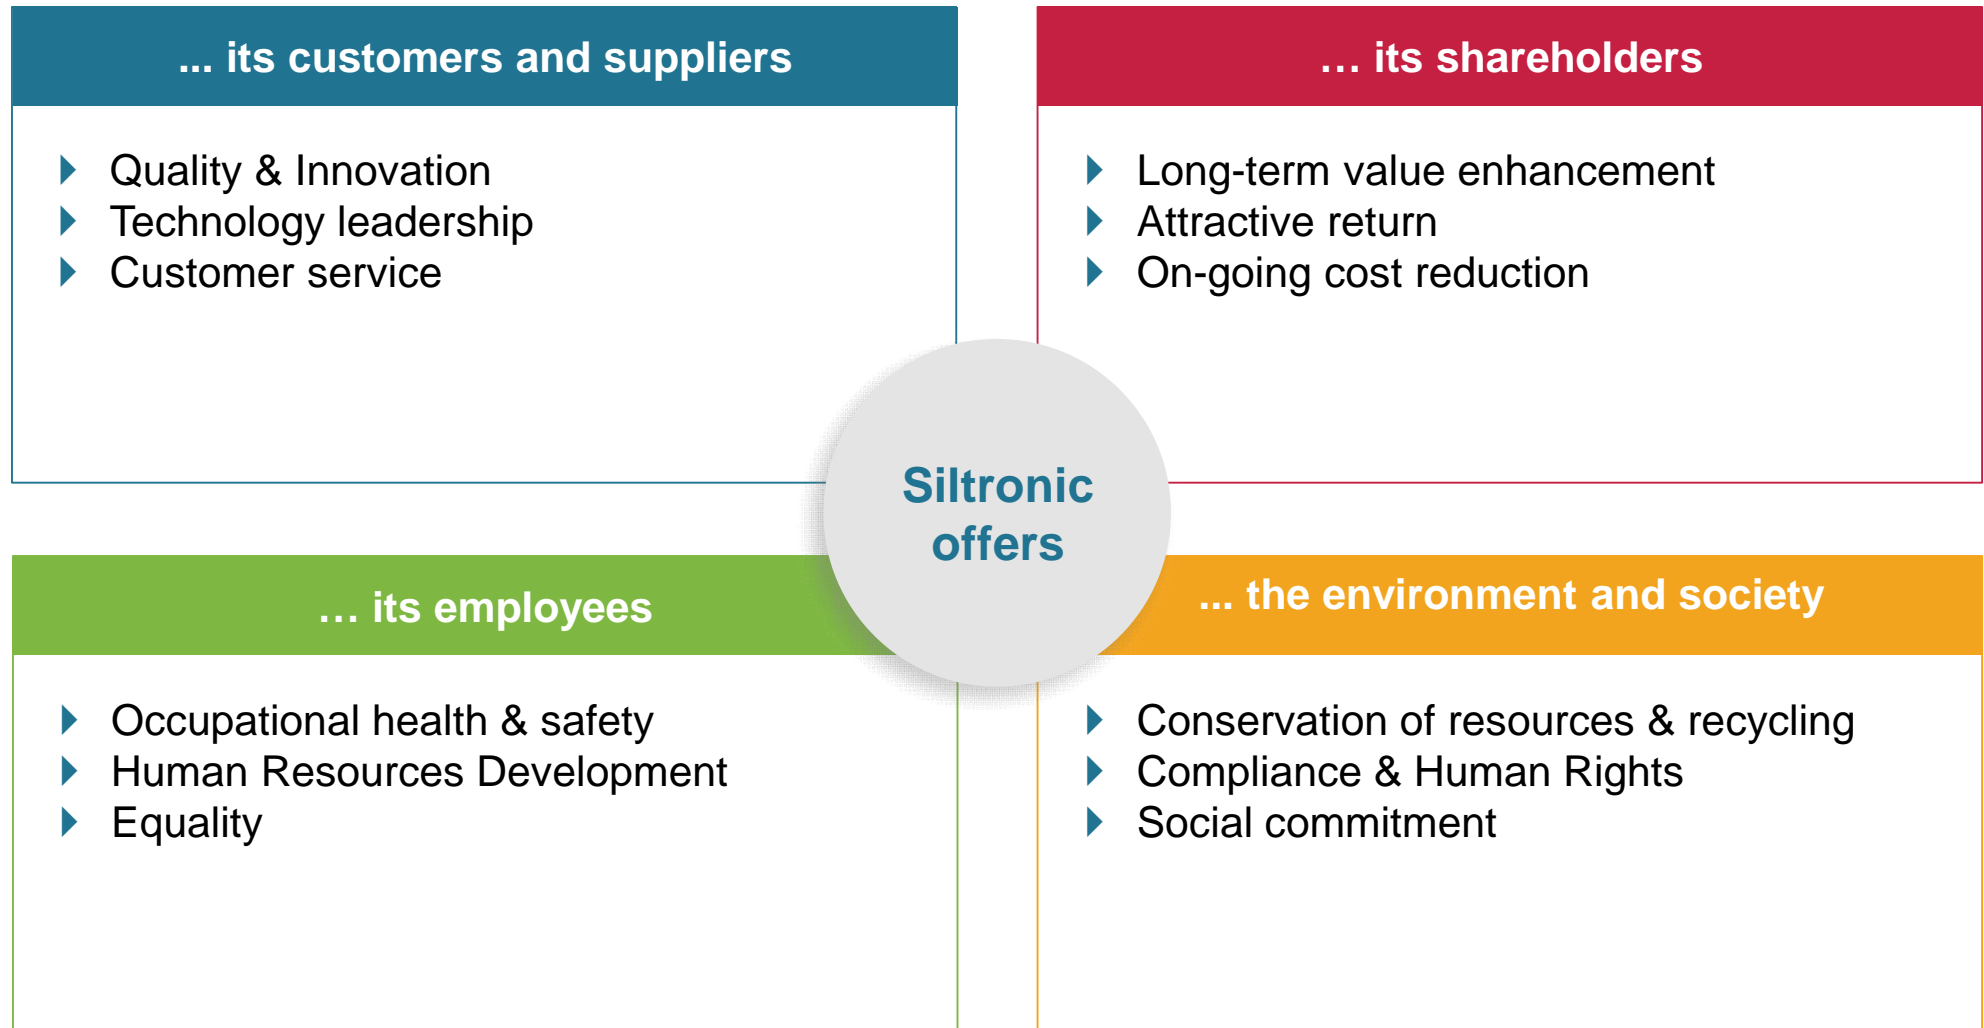 ... its customers and suppliers
Quality & Innovation
Technology leadership
Customer service
… its shareholders
Long-term value enhancement
Attractive return
On-going cost reduction
Siltronic
offers
… its employees
Occupational health & safety
Human Resources Development
Equality
... the environment and society
Conservation of resources & recycling
Compliance & Human Rights
Social commitment